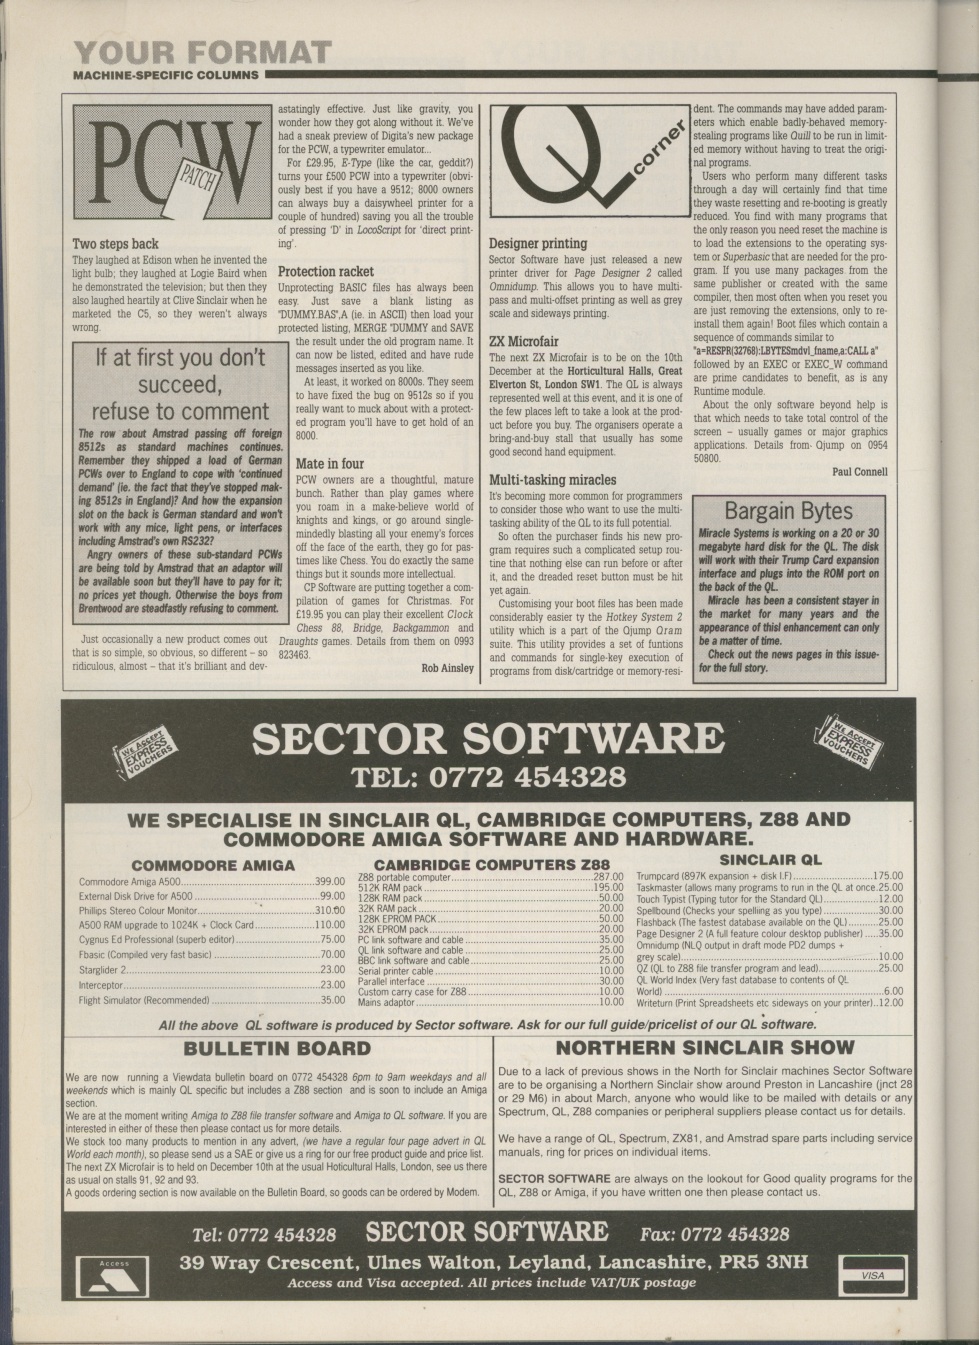 YOUR FORMAT
MACHINE-SPECIFIC COLUMNS
PCW
PATCH
Two steps back
They laughed at Edison when he invented the
light bulb; they laughed at Logie Baird when
he demonstrated the television; but then they
also laughed heartily at Clive Sinclair when he
marketed the C5, so they weren't always
wrong.
If at first you don't
succeed,
refuse to comment
The row about Amstrad passing off foreign
8512s as standard machines continues.
Remember they shipped a load of German
PCWs over to England to cope with 'continued
demand' (ie. the fact that they've stopped mak-
ing 8512s in England)? And how the expansion
slot on the back is German standard and won't
work with any mice, light pens, or interfaces
including Amstrad's own RS232?
Angry owners of these sub-standard PCWs
are being told by Amstrad that an adaptor will
be available soon but they'll have to pay for it;
no prices yet though. Otherwise the boys from
Brentwood are steadfastly refusing to comment.
Just occasionally a new product comes out
that is so simple, so obvious, so different – so
ridiculous, almost – that it's brilliant and dev-
astatingly effective. Just like gravity, you
wonder how they got along without it. We've
had a sneak preview of Digita's new package
for the PCW, a typewriter emulator...
For £29.95, E-Type (like the car, geddit?)
turns your £500 PCW into a typewriter (obvi-
ously best if you have a 9512; 8000 owners
can always buy a daisywheel printer for a
couple of hundred) saving you all the trouble
of pressing 'D' in LocoScript for 'direct print-
ing'.
Protection racket
Unprotecting BASIC files has always been
easy. Just save a blank listing as
"DUMMY.BAS",A (ie. in ASCII) then load your
protected listing, MERGE "DUMMY and SAVE
the result under the old program name. It
can now be listed, edited and have rude
messages inserted as you like.
At least, it worked on 8000s. They seem
to have fixed the bug on 9512s so if you
really want to muck about with a protect-
ed program you'll have to get hold of an
8000.
Mate in four
PCW owners are a thoughtful, mature
bunch. Rather than play games where
you roam in a make-believe world of
knights and kings, or go around single-
mindedly blasting all your enemy's forces
off the face of the earth, they go for pas-
times like Chess. You do exactly the same
things but it sounds more intellectual.
CP Software are putting together a com-
pilation of games for Christmas. For
£19.95 you can play their excellent Clock
Chess 88, Bridge, Backgammon and
Draughts games. Details from them on 0993
823463.
Rob Ainsley
Q corner
Designer printing
Sector Software have just released a new
printer driver for Page Designer 2 called
Omnidump. This allows you to have multi-
pass and multi-offset printing as well as grey
scale and sideways printing.
ZX Microfair
The next ZX Microfair is to be on the 10th
December at the Horticultural Halls, Great
Elverton St, London SW1. The QL is always
represented well at this event, and it is one of
the few places left to take a look at the prod-
uct before you buy. The organisers operate a
bring-and-buy stall that usually has some
good second hand equipment.
Multi-tasking miracles
It's becoming more common for programmers
to consider those who want to use the multi-
tasking ability of the QL to its full potential.
So often the purchaser finds his new pro-
gram requires such a complicated setup rou-
tine that nothing else can run before or after
it, and the dreaded reset button must be hit
yet again.
Customising your boot files has been made
considerably easier ty the Hotkey System 2
utility which is a part of the Qjump Qram
suite. This utility provides a set of funtions
and commands for single-key execution of
programs from disk/cartridge or memory-resi-
dent. The commands may have added param-
eters which enable badly-behaved memory-
stealing programs like Quill to be run in limit-
ed memory without having to treat the origi-
nal programs.
Users who perform many different tasks
through a day will certainly find that time
they waste resetting and re-booting is greatly
reduced. You find with many programs that
the only reason you need reset the machine is
to load the extensions to the operating sys-
tem or Superbasic that are needed for the pro-
gram. If you use many packages from the
same publisher or created with the same
compiler, then most often when you reset you
are just removing the extensions, only to re-
install them again! Boot files which contain a
sequence of commands similar to
"a=RESPR(32768):LBYTESmdvl_fname,a:CALL a"
followed by an EXEC or EXEC_W command
are prime candidates to benefit, as is any
Runtime module.
About the only software beyond help is
that which needs to take total control of the
screen – usually games or major graphics
applications. Details from- Qjump on 0954
50800.
Paul Connell
Bargain Bytes
Miracle Systems is working on a 20 or 30
megabyte hard disk for the QL. The disk
will work with their Trump Card expansion
interface and plugs into the ROM port on
the back of the QL.
Miracle has been a consistent stayer in
the market for many years and the
appearance of thisl enhancement can only
be a matter of time.
Check out the news pages in this issue-
for the full story.
WE ACCEPT
EXPRESS
VOUCHERS
SECTOR SOFTWARE
TEL: 0772 454328
WE ACCEPT
EXPRESS
VOUCHERS
WE SPECIALISE IN SINCLAIR QL, CAMBRIDGE COMPUTERS, Z88 AND
COMMODORE AMIGA SOFTWARE AND HARDWARE.
COMMODORE AMIGA
Commodore Amiga A500 399.00
External Disk Drive for A500 99.00
Phillips Stereo Colour Monitor 310.00
A500 RAM upgrade to 1024K + Clock Card 110.00
Cygnus Ed Professional (superb editor) 75.00
Fbasic (Compiled very fast basic) 70.00
Starglider 2 23.00
Interceptor 23.00
Flight Simulator (Recommended) 35.00
CAMBRIDGE COMPUTERS Z88
Z88 portable computer 287.00
512K RAM pack 195.00
128K RAM pack 50.00
32K RAM pack 20.00
128K EPROM PACK 50.00
32K EPROM pack 20.00
PC link software and cable 35.00
QL link software and cable 25.00
BBC link software and cable 25.00
Serial printer cable 10.00
Parallel interface 30.00
Custom carry case for Z88 10.00
Mains adaptor 10.00
SINCLAIR QL
Trumpcard (897K expansion + disk I.F) 175.00
Taskmaster (allows many programs to run in the QL at once.25.00
Touch Typist (Typing tutor for the Standard QL) 12.00
Spellbound (Checks your spelling as you type) 30.00
Flashback (The fastest database available on the QL) 25.00
Page Designer 2 (A full feature colour desktop publisher) 35.00
Omnidump (NLQ output in draft mode PD2 dumps +
grey scale) 10.00
QZ (QL to Z88 file transfer program and lead) 25.00
QL World Index (Very fast database to contents of QL
World) 6.00
Writeturn (Print Spreadsheets etc sideways on your printer)..12.00
All the above QL software is produced by Sector software. Ask for our full guide/pricelist of our QL software.
BULLETIN BOARD
We are now running a Viewdata bulletin board on 0772 454328 6pm to 9am weekdays and all
weekends which is mainly QL specific but includes a Z88 section and is soon to include an Amiga
section.
We are at the moment writing Amiga to Z88 file transfer software and Amiga to QL software. If you are
interested in either of these then please contact us for more details.
We stock too many products to mention in any advert, (we have a regular four page advert in QL
World each month), so please send us a SAE or give us a ring for our free product guide and price list.
The next ZX Microfair is to held on December 10th at the usual Hoticultural Halls, London, see us there
as usual on stalls 91, 92 and 93.
A goods ordering section is now available on the Bulletin Board, so goods can be ordered by Modem.
NORTHERN SINCLAIR SHOW
Due to a lack of previous shows in the North for Sinclair machines Sector Software
are to be organising a Northern Sinclair show around Preston in Lancashire (jnct 28
or 29 M6) in about March, anyone who would like to be mailed with details or any
Spectrum, QL, Z88 companies or peripheral suppliers please contact us for details.
We have a range of QL, Spectrum, ZX81, and Amstrad spare parts including service
manuals, ring for prices on individual items.
SECTOR SOFTWARE are always on the lookout for Good quality programs for the
QL, Z88 or Amiga, if you have written one then please contact us.
Tel: 0772 454328 SECTOR SOFTWARE Fax: 0772 454328
39 Wray Crescent, Ulnes Walton, Leyland, Lancashire, PR5 3NH
Access and Visa accepted. All prices include VAT/UK postage
Access
VISA